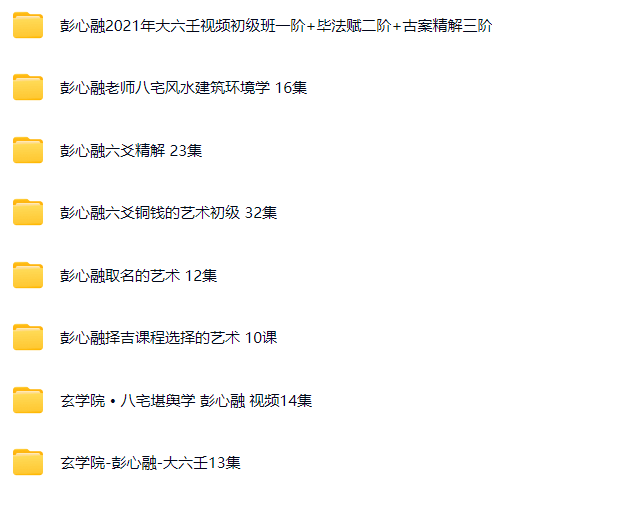 彭心融2021年大六壬视频初级班一阶+毕法赋二阶+古案精解三阶
彭心融老师八宅风水建筑环境学 16集
彭心融六爻精解 23集
彭心融六爻铜钱的艺术初级 32集
彭心融取名的艺术 12集
彭心融择吉课程选择的艺术 10课
玄学院 • 八宅堪舆学 彭心融 视频14集
玄学院-彭心融-大六壬13集